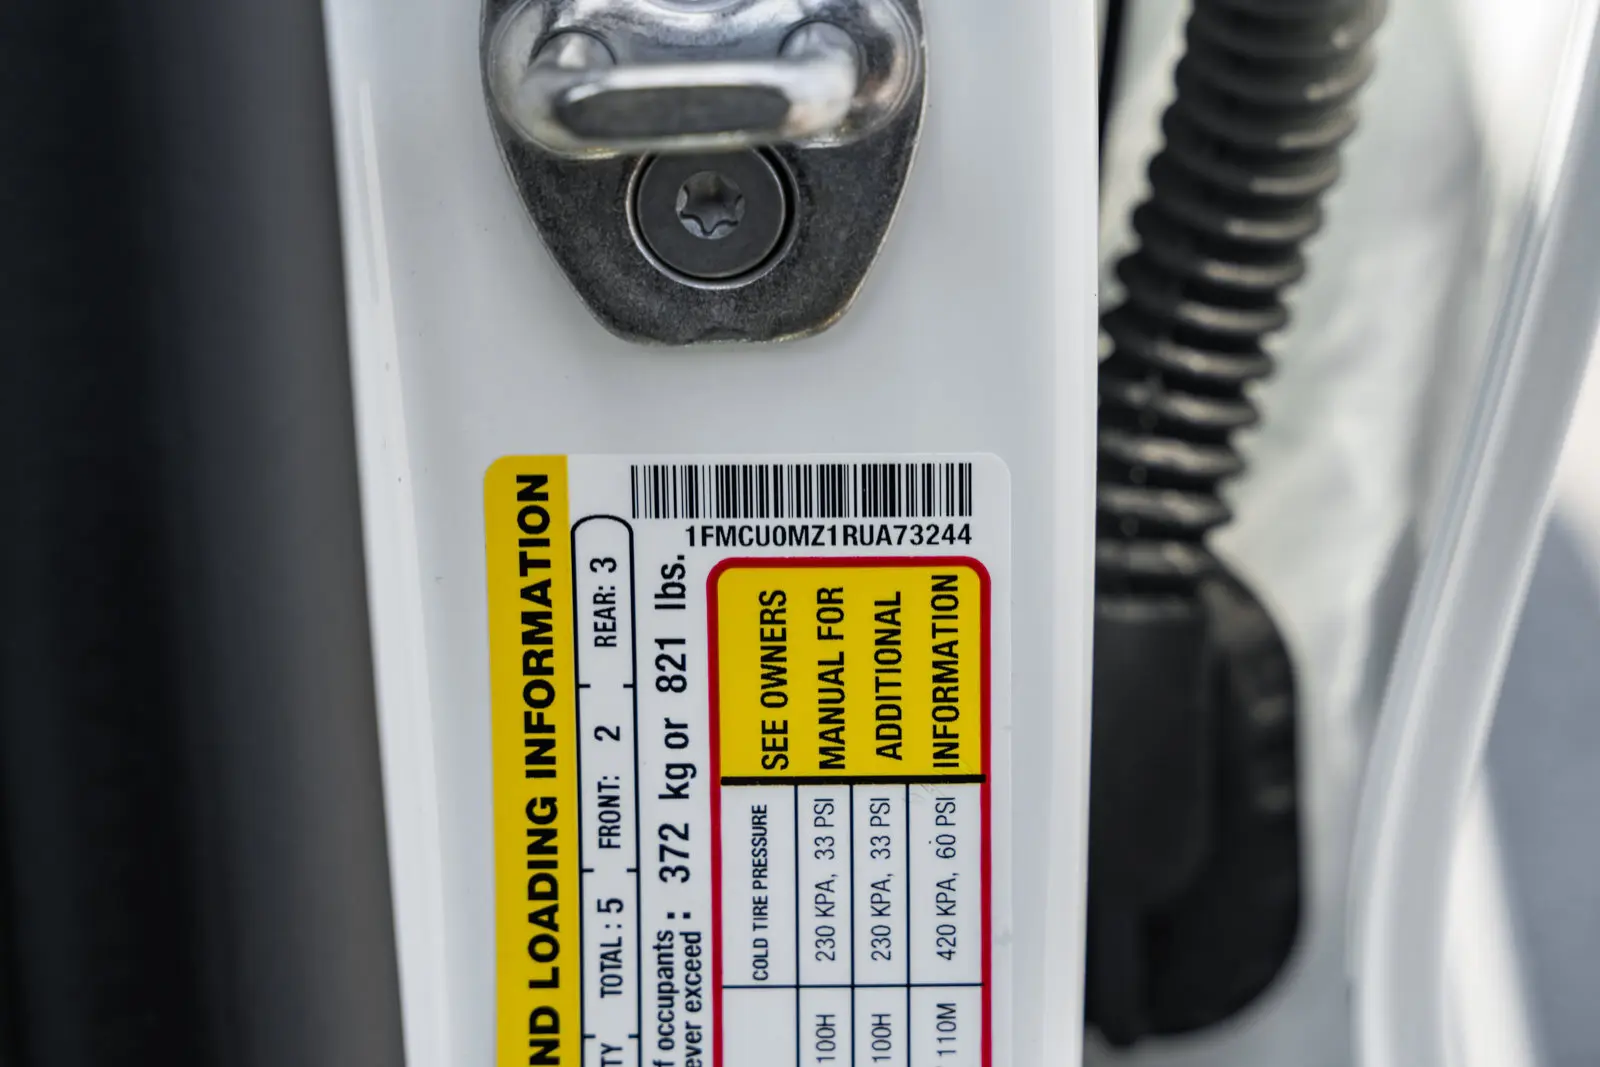 1FMCU0MZ1RUA73244
ND LOADING INFORMATION
TY TOTAL: 5 FRONT: 2 REAR: 3
f occupants :
ever exceed : 372 kg or 821 lbs.
COLD TIRE PRESSURE
100H 230 KPA, 33 PSI
100H 230 KPA, 33 PSI
110M 420 KPA, 60 PSI
SEE OWNERS
MANUAL FOR
ADDITIONAL
INFORMATION